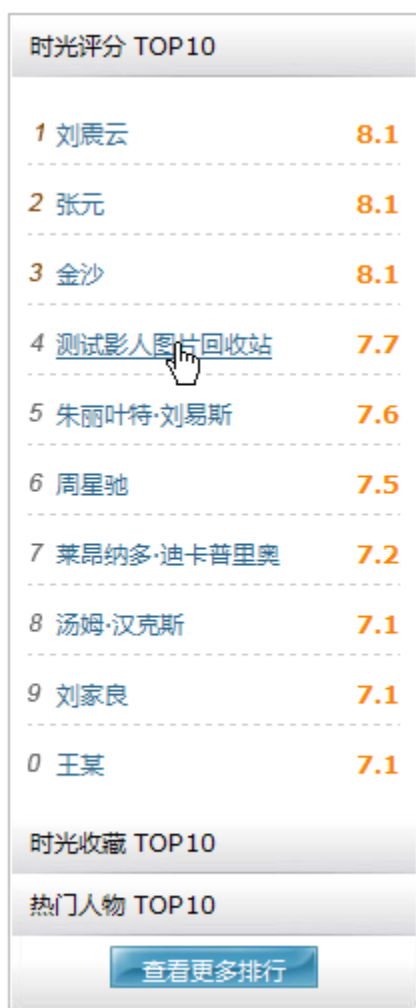 时光评分 TOP10
1 刘震云 8.1
2 张元 8.1
3 金沙 8.1
4 测试影人图片回收站 7.7
5 朱丽叶特·刘易斯 7.6
6 周星驰 7.5
7 莱昂纳多·迪卡普里奥 7.2
8 汤姆·汉克斯 7.1
9 刘家良 7.1
0 王某 7.1
时光收藏 TOP10
热门人物 TOP10
查看更多排行